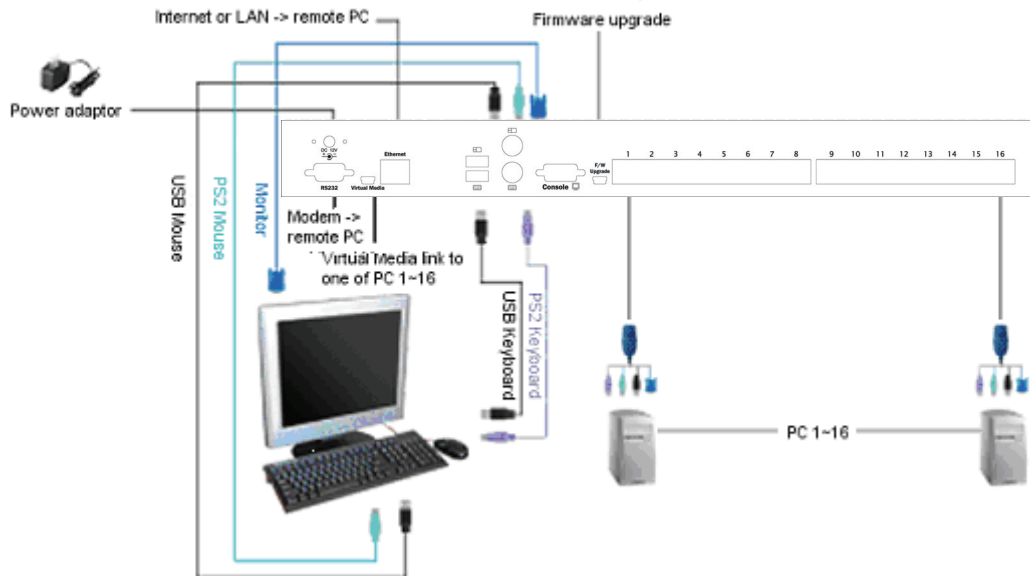 Internet or LAN -> remote PC
Firmware upgrade
Power adaptor
DC 12V
Ethernet
RS232
Virtual Media
Console
F/W
Upgrade
1 2 3 4 5 6 7 8 9 10 11 12 13 14 15 16
USB Mouse
PS2 Mouse
Monitor
Modem ->
remote PC
Virtual Media link to
one of PC 1~16
USB Keyboard
PS2 Keyboard
PC 1~16